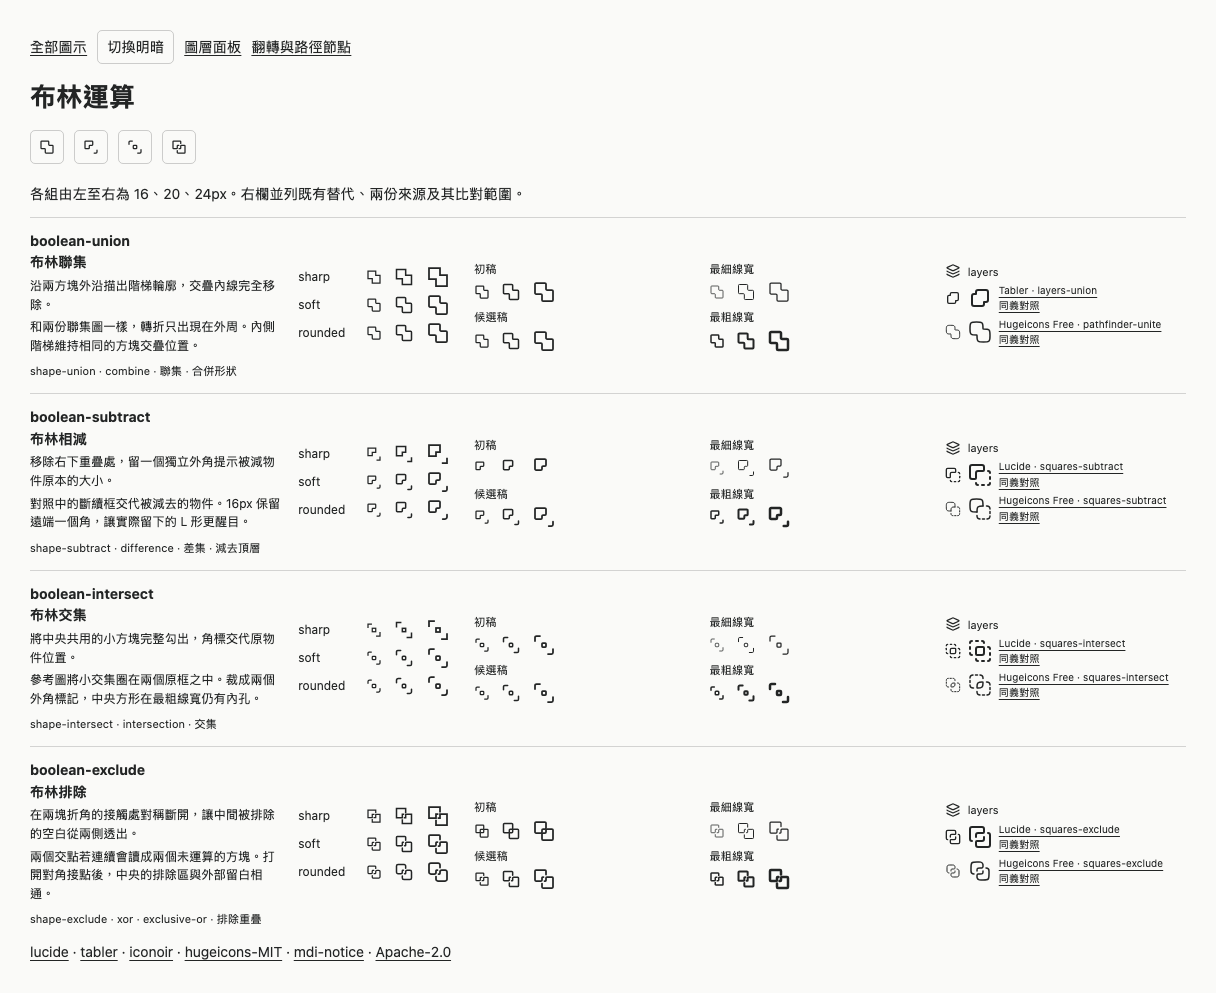 全部圖示 切換明暗 圖層面板 翻轉與路徑節點
布林運算
各組由左至右為 16、20、24px。右欄並列既有替代、兩份來源及其比對範圍。
boolean-union
布林聯集
沿兩方塊外沿描出階梯輪廓，交疊內線完全移
除。
和兩份聯集圖一樣，轉折只出現在外周。內側
階梯維持相同的方塊交疊位置。
shape-union · combine · 聯集 · 合併形狀
sharp
soft
rounded
初稿
候選稿
最細線寬
最粗線寬
layers
Tabler · layers-union
同義對照
Hugeicons Free · pathfinder-unite
同義對照
boolean-subtract
布林相減
移除右下重疊處，留一個獨立外角提示被減物
件原本的大小。
對照中的斷續框交代被減去的物件。16px 保留
遠端一個角，讓實際留下的 L 形更醒目。
shape-subtract · difference · 差集 · 減去頂層
sharp
soft
rounded
初稿
候選稿
最細線寬
最粗線寬
layers
Lucide · squares-subtract
同義對照
Hugeicons Free · squares-subtract
同義對照
boolean-intersect
布林交集
將中央共用的小方塊完整勾出，角標交代原物
件位置。
參考圖將小交集圈在兩個原框之中。裁成兩個
外角標記，中央方形在最粗線寬仍有內孔。
shape-intersect · intersection · 交集
sharp
soft
rounded
初稿
候選稿
最細線寬
最粗線寬
layers
Lucide · squares-intersect
同義對照
Hugeicons Free · squares-intersect
同義對照
boolean-exclude
布林排除
在兩塊折角的接觸處對稱斷開，讓中間被排除
的空白從兩側透出。
兩個交點若連續會讀成兩個未運算的方塊。打
開對角接點後，中央的排除區與外部留白相
通。
shape-exclude · xor · exclusive-or · 排除重疊
sharp
soft
rounded
初稿
候選稿
最細線寬
最粗線寬
layers
Lucide · squares-exclude
同義對照
Hugeicons Free · squares-exclude
同義對照
lucide · tabler · iconoir · hugeicons-MIT · mdi-notice · Apache-2.0